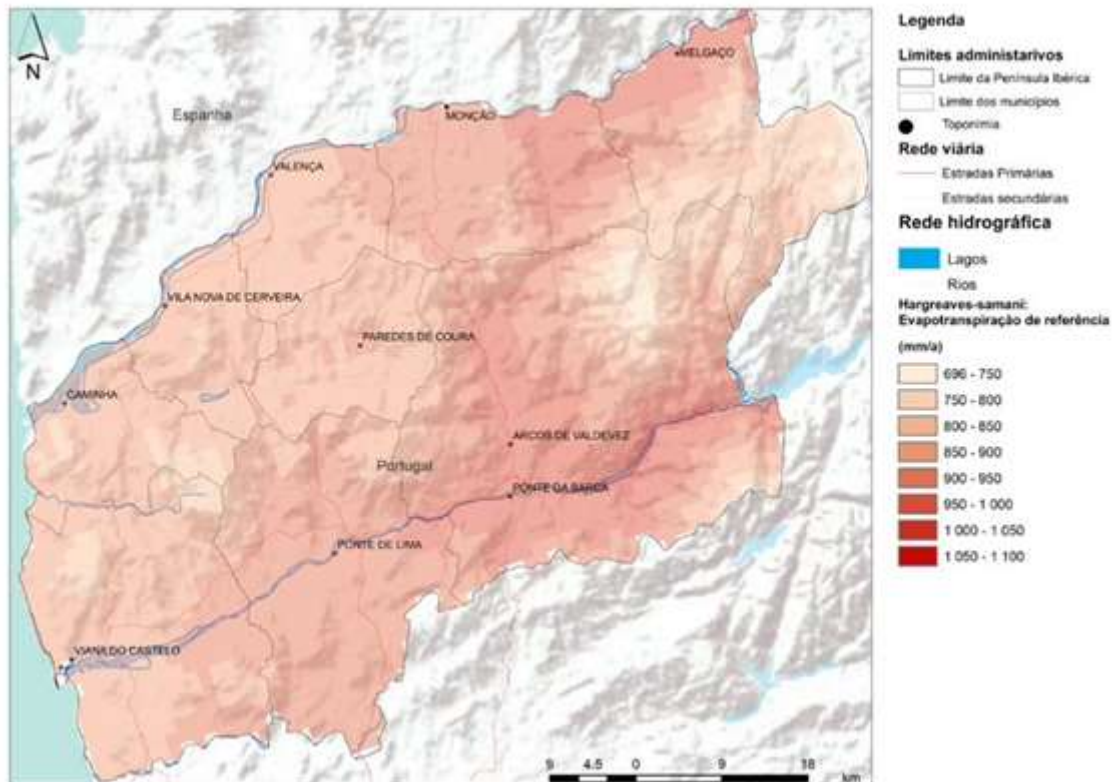 N
Espanha
MELGAÇO
MONÇÃO
VALENÇA
VILA NOVA DE CERVEIRA
PAREDES DE COURA
CAMINHA
ARCOS DE VALDEVEZ
Portugal
PONTE DA BARCA
PONTE DE LIMA
VIANA DO CASTELO
9 4.5 0 9 18
km
Legenda
Limites administarivos
Limite da Península Ibérica
Limite dos municípios
Toponímia
Rede viária
Estradas Primárias
Estradas secundárias
Rede hidrográfica
Lagos
Rios
Hargreaves-samani:
Evapotranspiração de referência
(mm/a)
696 - 750
750 - 800
800 - 850
850 - 900
900 - 950
950 - 1 000
1 000 - 1 050
1 050 - 1 100